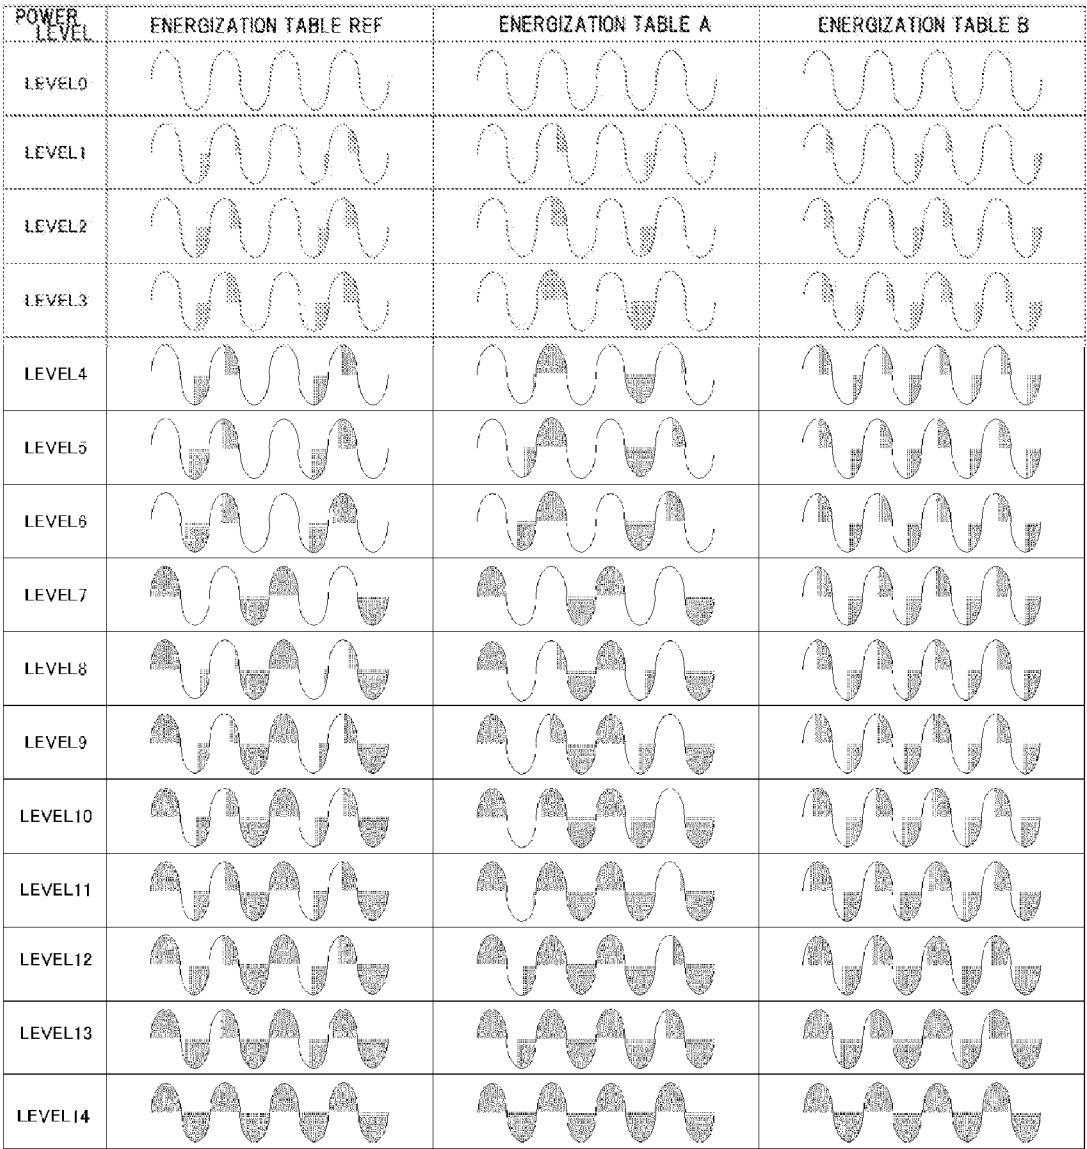 POWER LEVEL
ENERGIZATION TABLE REF
ENERGIZATION TABLE A
ENERGIZATION TABLE B
LEVEL0
LEVEL1
LEVEL2
LEVEL3
LEVEL4
LEVEL5
LEVEL6
LEVEL7
LEVEL8
LEVEL9
LEVEL10
LEVEL11
LEVEL12
LEVEL13
LEVEL14